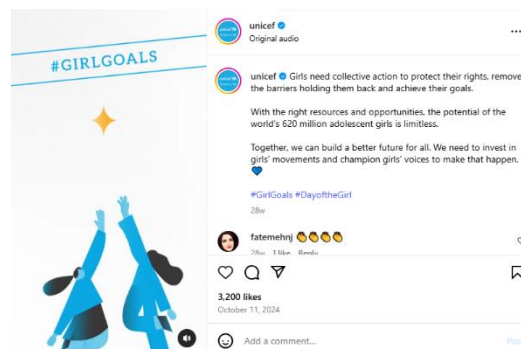 #GIRLGOALS
unicef
Original audio
unicef Girls need collective action to protect their rights, remove
the barriers holding them back and achieve their goals.
With the right resources and opportunities, the potential of the
world's 620 million adolescent girls is limitless.
Together, we can build a better future for all. We need to invest in
girls' movements and champion girls' voices to make that happen.
💙
#GirlGoals #DayoftheGirl
28w
fatemehnj 👏👏👏👏
28w 1 like Reply
3,200 likes
October 11, 2024
Add a comment...
Post